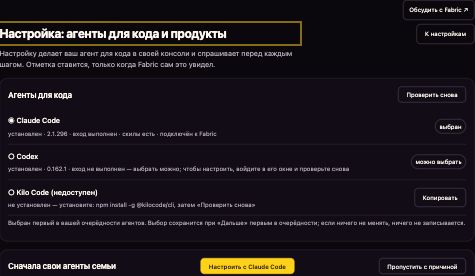 Обсудить с Fabric ↗
Настройка: агенты для кода и продукты
К настройкам
Настройку делает ваш агент для кода в своей консоли и спрашивает перед каждым
шагом. Отметка ставится, только когда Fabric сам это увидел.
Агенты для кода
Проверить снова
Claude Code
выбран
установлен · 2.1.296 · вход выполнен · скилы есть · подключён к Fabric
Codex
можно выбрать
установлен · 0.162.1 · вход не выполнен — выбрать можно; чтобы настроить, войдите в его окне и проверьте снова
Kilo Code (недоступен)
Копировать
не установлен — установите: npm install -g @kilocode/cli, затем «Проверить снова»
Выбран первый в вашей очерёдности агентов. Выбор сохранится при «Дальше» первым в очерёдности; если ничего не менять, ничего не записывается.
Сначала свои агенты семьи
Настроить с Claude Code
Пропустить с причиной